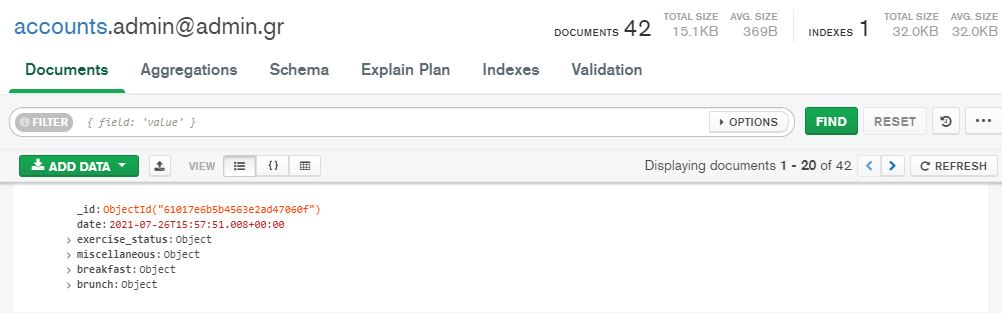 accounts.admin@admin.gr
DOCUMENTS 42 TOTAL SIZE 15.1KB AVG. SIZE 369B INDEXES 1 TOTAL SIZE 32.0KB AVG. SIZE 32.0KB
Documents Aggregations Schema Explain Plan Indexes Validation
FILTER { field: 'value' } OPTIONS FIND RESET ...
ADD DATA VIEW {} Displaying documents 1 - 20 of 42 < > REFRESH
_id: ObjectId("61017e6b5b4563e2ad47060f")
date: 2021-07-26T15:57:51.008+00:00
> exercise_status: Object
> miscellaneous: Object
> breakfast: Object
> brunch: Object